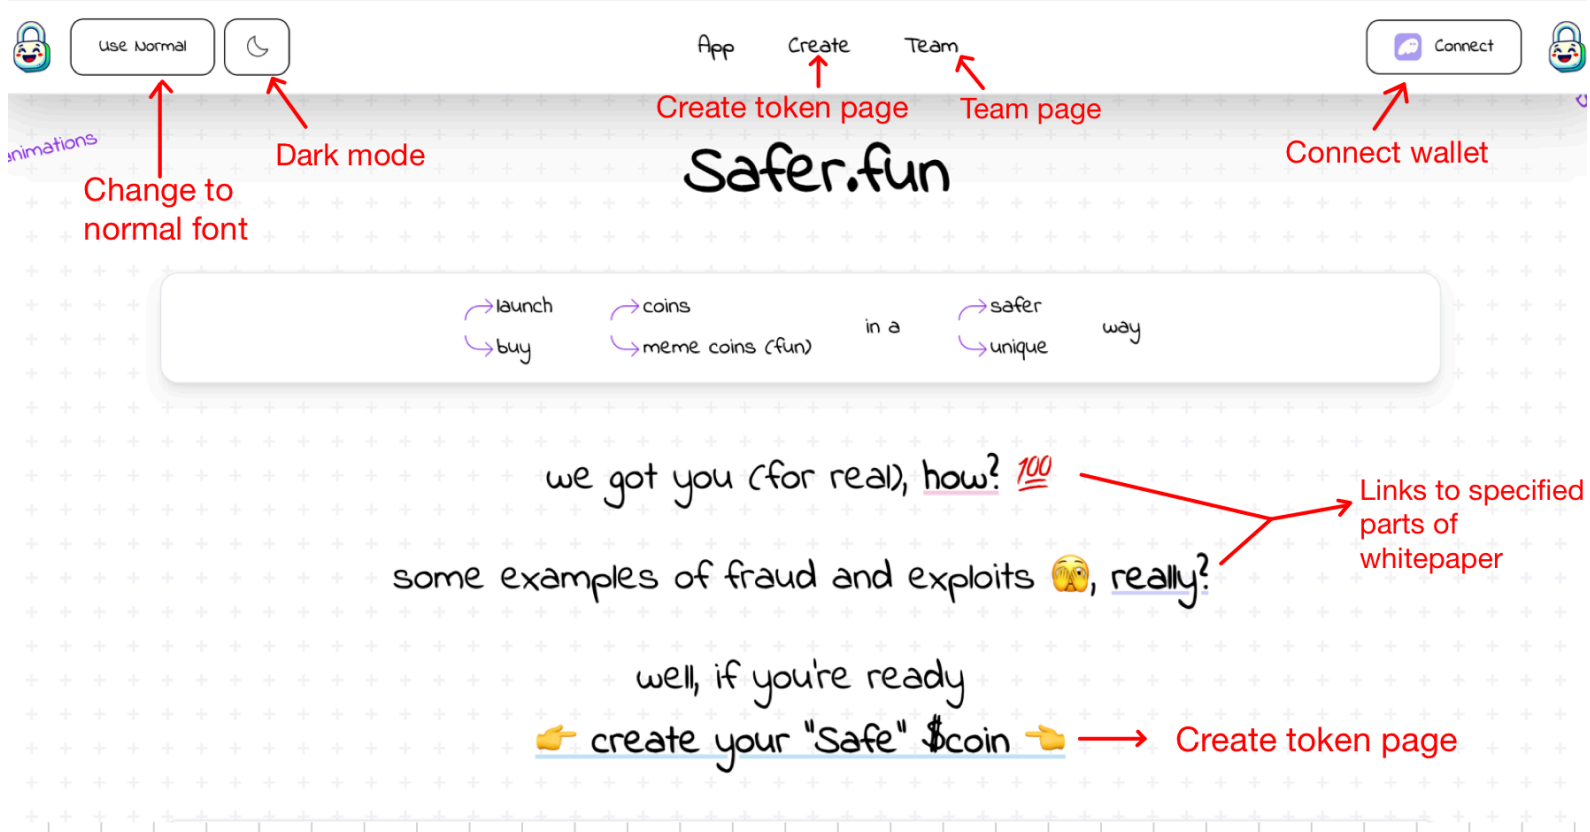 Use Normal
App
Create
Team
Connect
Create token page
Team page
animations
Dark mode
Connect wallet
Safer.fun
Change to
normal font
launch
coins
safer
in a
way
buy
meme coins (fun)
unique
we got you (for real), how? 💯
Links to specified
parts of
whitepaper
some examples of fraud and exploits 🫣, really?
well, if you're ready
👉 create your "Safe" $coin 👈
Create token page